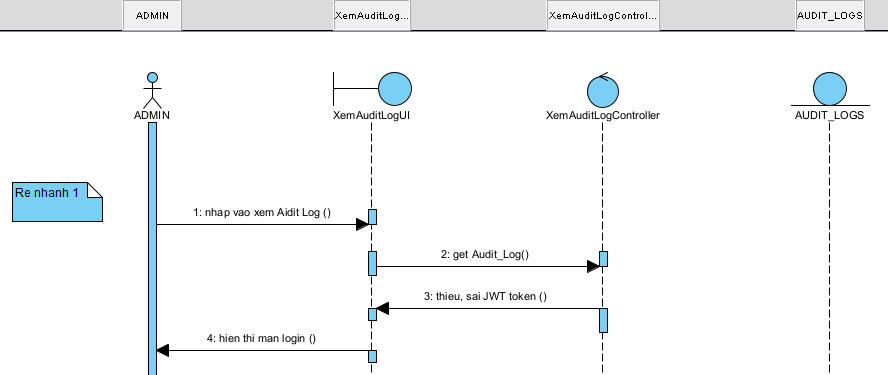 ADMIN
XemAuditLog...
XemAuditLogControl...
AUDIT_LOGS
ADMIN
XemAuditLogUI
XemAuditLogController
AUDIT_LOGS
Re nhanh 1
1: nhap vao xem Aidit Log ()
2: get Audit_Log()
3: thieu, sai JWT token ()
4: hien thi man login ()